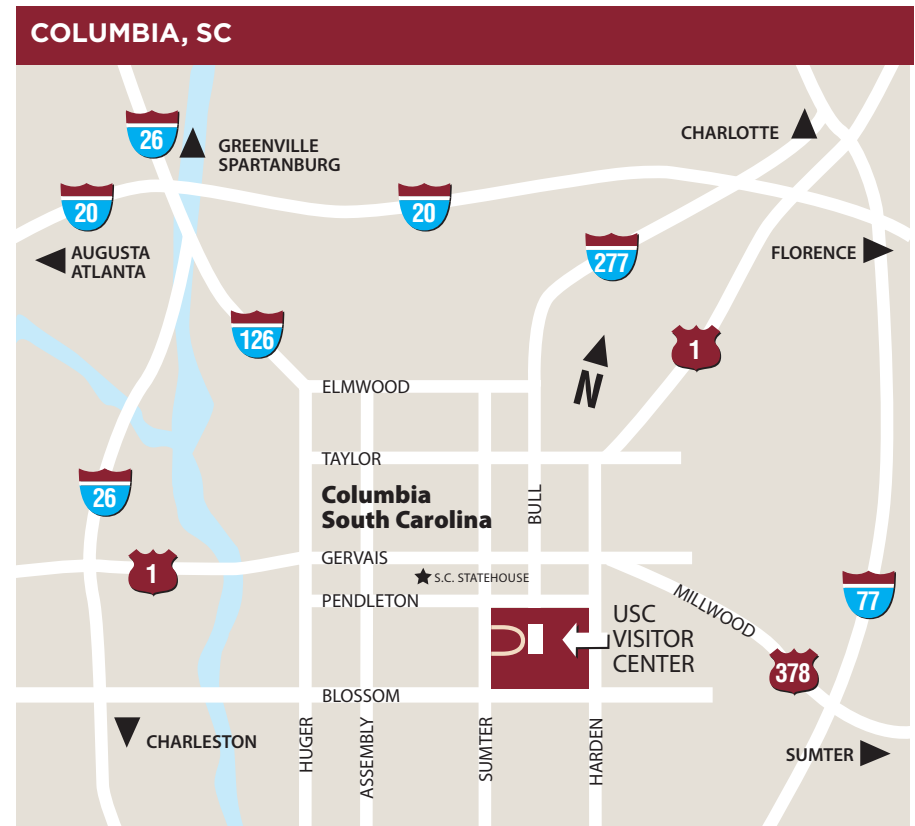 COLUMBIA, SC
26
GREENVILLE
SPARTANBURG
CHARLOTTE
20
20
AUGUSTA
ATLANTA
277
FLORENCE
126
1
N
ELMWOOD
TAYLOR
Columbia
South Carolina
BULL
26
GERVAIS
1
S.C. STATEHOUSE
PENDLETON
MILLWOOD
77
USC
VISITOR
CENTER
378
BLOSSOM
CHARLESTON
HUGER
ASSEMBLY
SUMTER
HARDEN
SUMTER